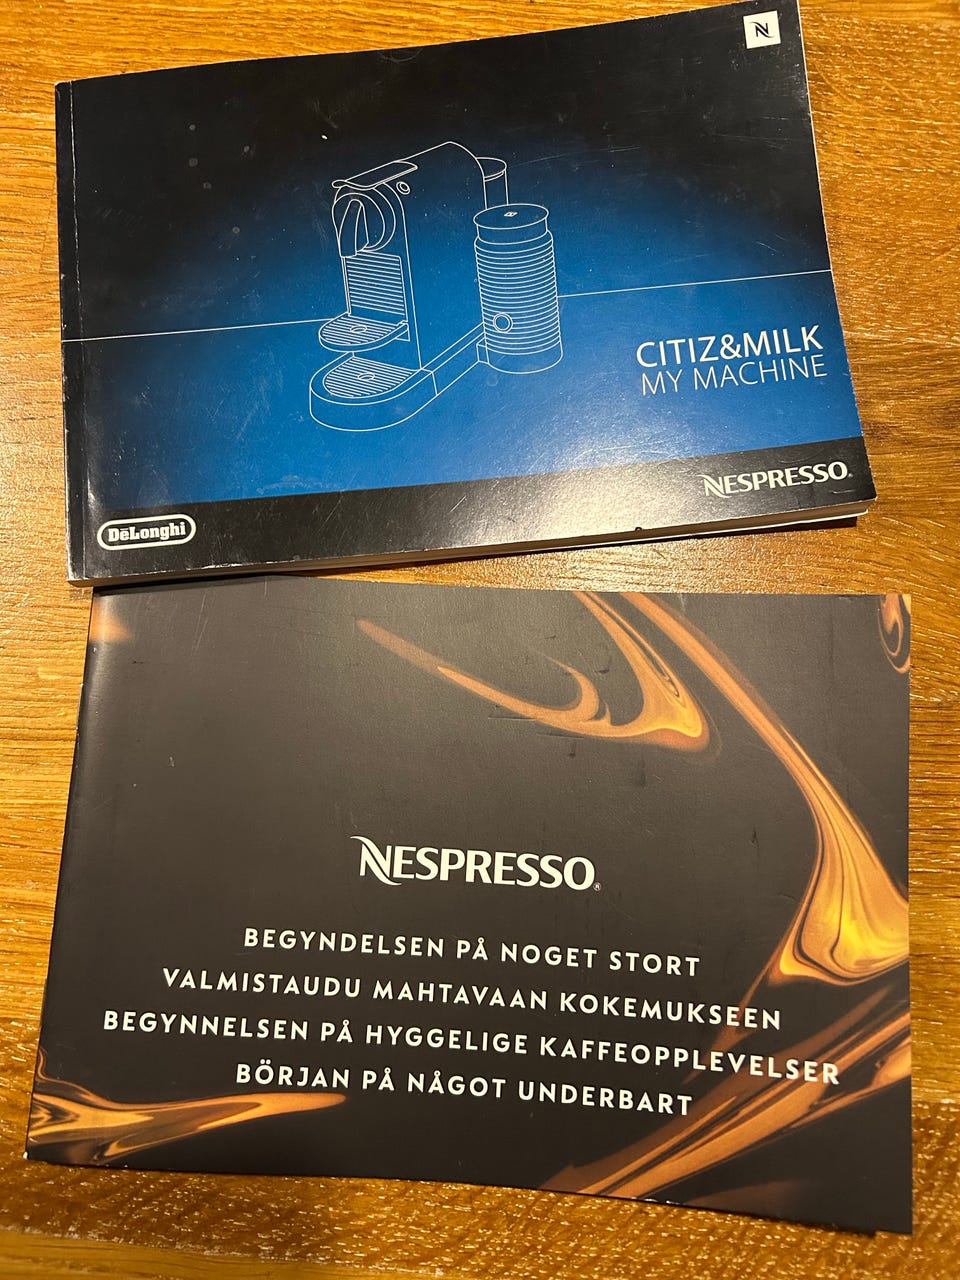 N
CITIZ&MILK
MY MACHINE
NESPRESSO®
DeLonghi
NESPRESSO®
BEGYNDELSEN PÅ NOGET STORT
VALMISTAUDU MAHTAVAAN KOKEMUKSEEN
BEGYNNELSEN PÅ HYGGELIGE KAFFEOPPLEVELSER
BÖRJAN PÅ NÅGOT UNDERBART